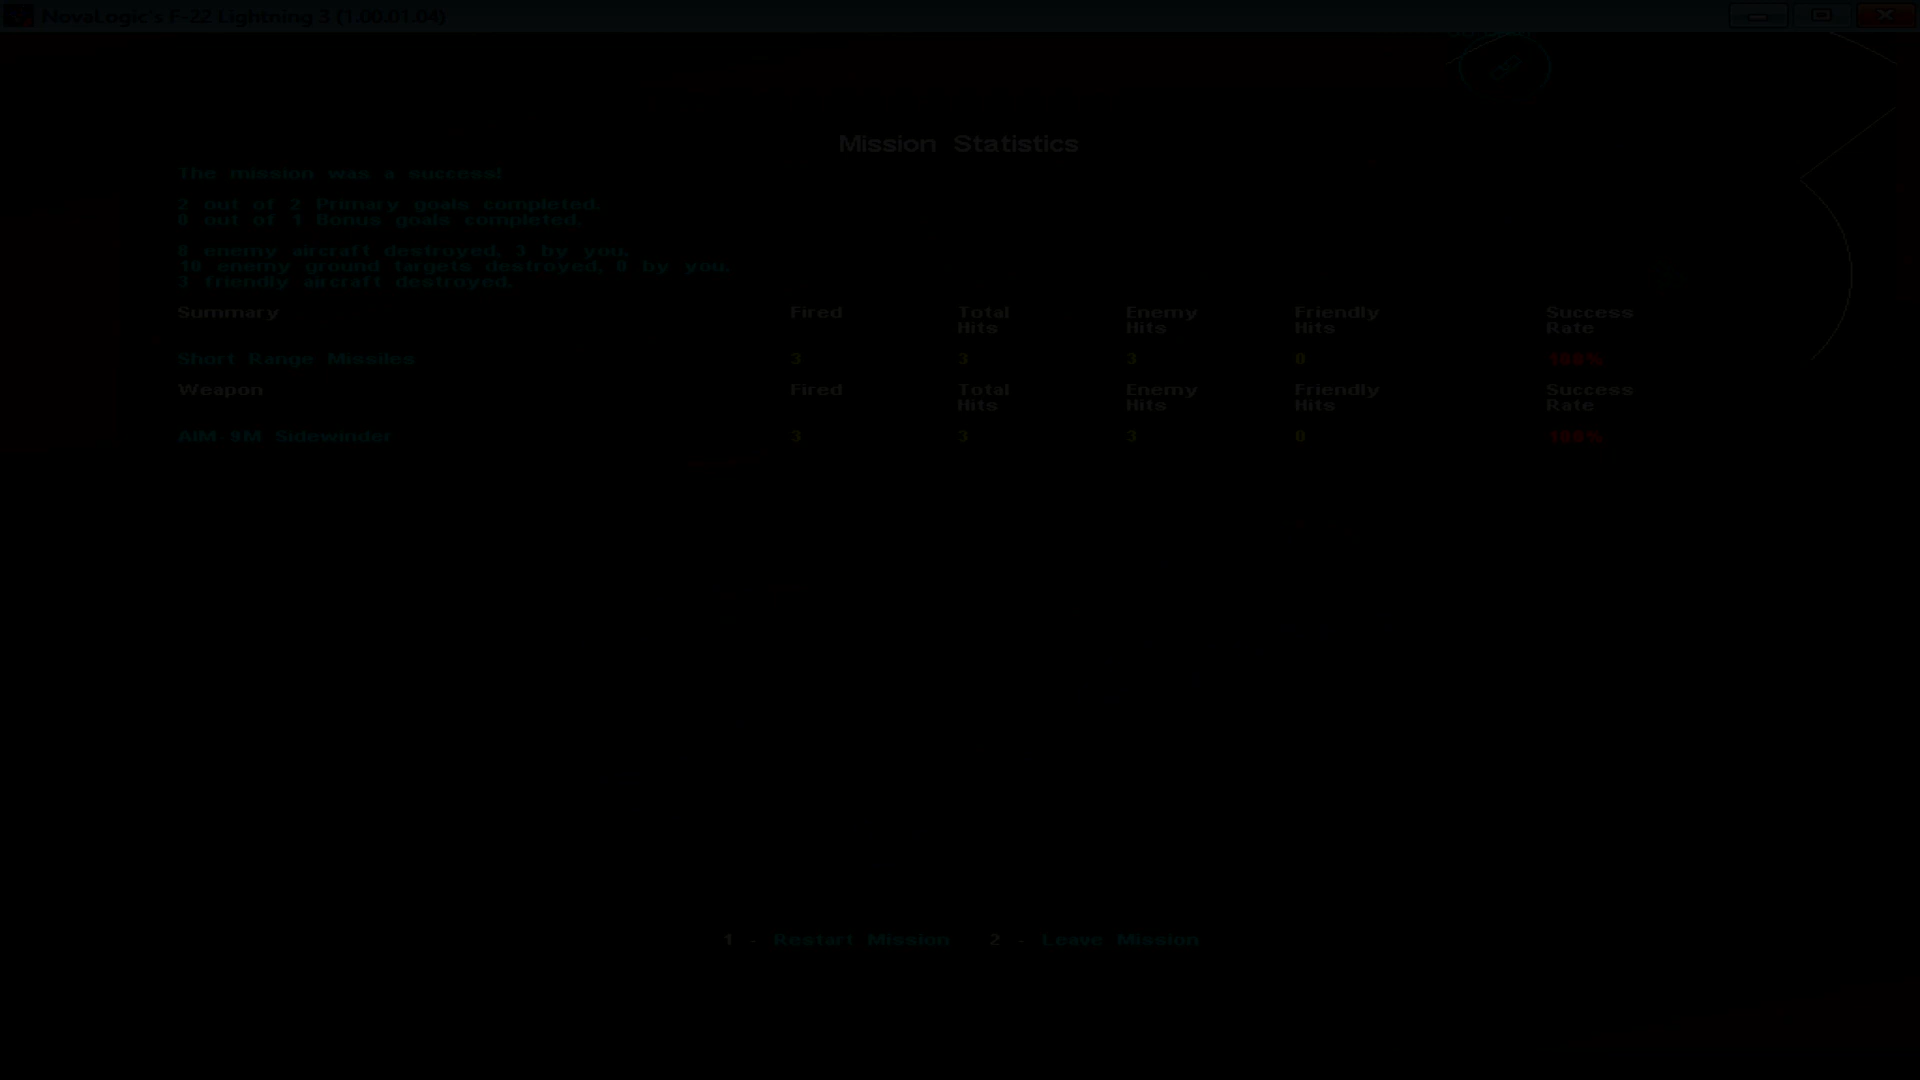 NovaLogic's F-22 Lightning 3 (1.00.01.04)
Mission Statistics
The mission was a success!
2 out of 2 Primary goals completed.
0 out of 1 Bonus goals completed.
8 enemy aircraft destroyed, 3 by you.
10 enemy ground targets destroyed, 0 by you.
3 friendly aircraft destroyed.
Summary Fired Total Hits Enemy Hits Friendly Hits Success Rate
Short Range Missiles 3 3 3 0 100%
Weapon Fired Total Hits Enemy Hits Friendly Hits Success Rate
AIM-9M Sidewinder 3 3 3 0 100%
1 - Restart Mission 2 - Leave Mission